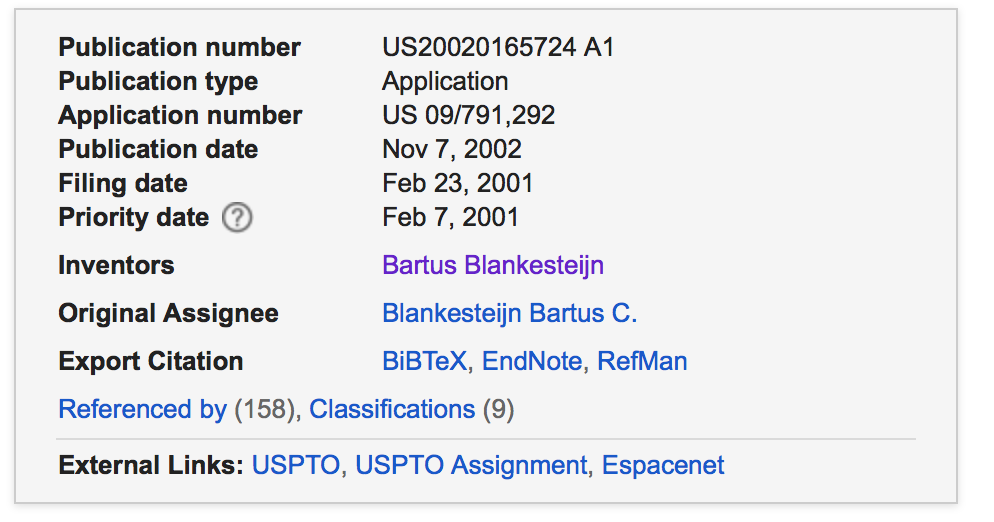 Publication number US20020165724 A1
Publication type Application
Application number US 09/791,292
Publication date Nov 7, 2002
Filing date Feb 23, 2001
Priority date ? Feb 7, 2001
Inventors Bartus Blankesteijn
Original Assignee Blankesteijn Bartus C.
Export Citation BiBTeX, EndNote, RefMan
Referenced by (158), Classifications (9)
External Links: USPTO, USPTO Assignment, Espacenet